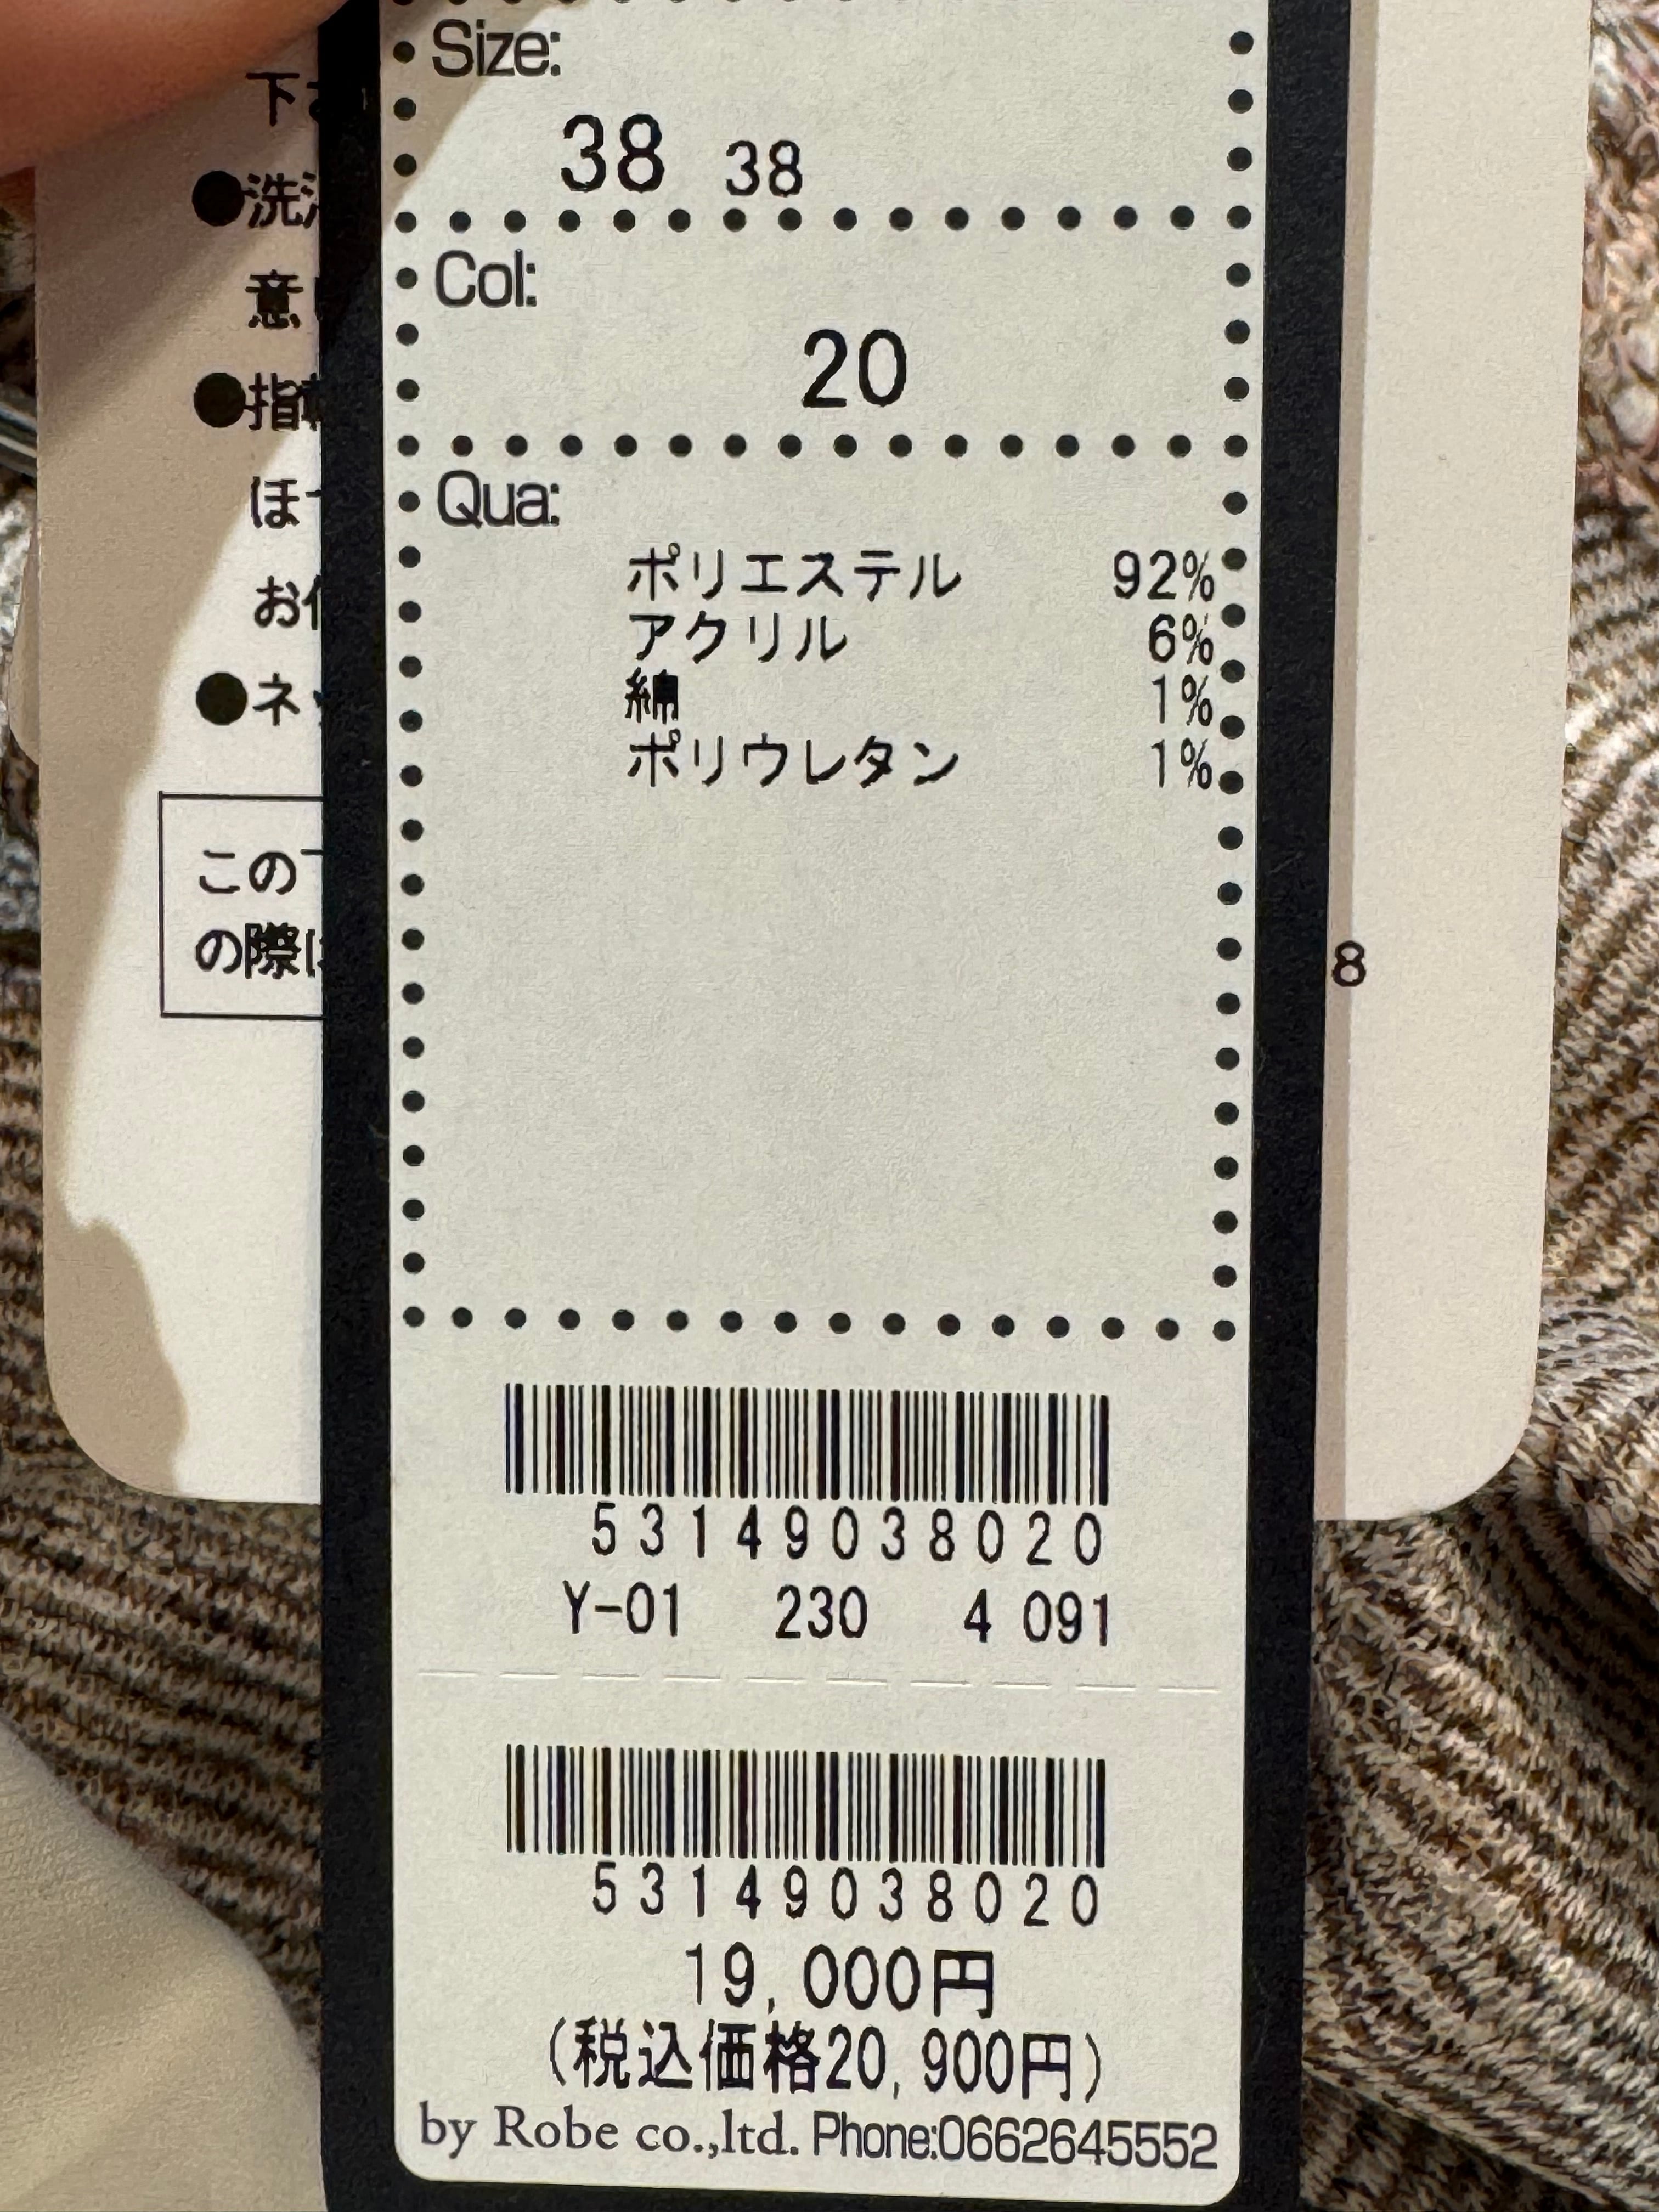 Size:
38 38
Col:
20
Qua:
ポリエステル 92%
アクリル 6%
綿 1%
ポリウレタン 1%
53149038020
Y-01 230 4 091
53149038020
19,000円
(税込価格20,900円)
by Robe co.,ltd. Phone:0662645552
下
●洗
意
●指
ほ
お
●ネ
この
の際
8